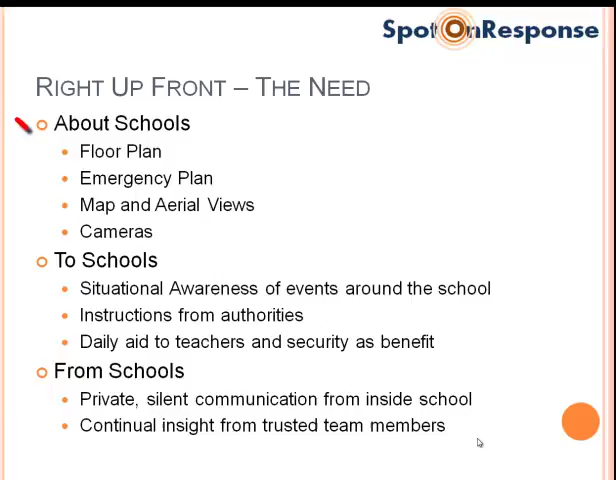 SpotOnResponse
RIGHT UP FRONT – THE NEED
About Schools
Floor Plan
Emergency Plan
Map and Aerial Views
Cameras
To Schools
Situational Awareness of events around the school
Instructions from authorities
Daily aid to teachers and security as benefit
From Schools
Private, silent communication from inside school
Continual insight from trusted team members